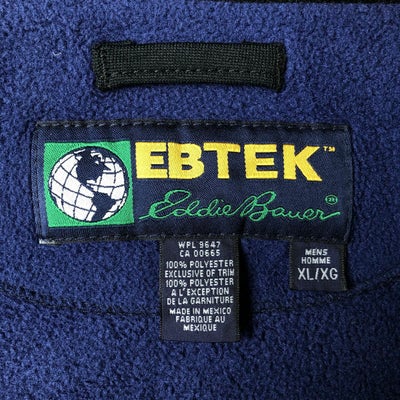 EBTEK™
Eddie Bauer®
WPL 9647
CA 00665
100% POLYESTER
EXCLUSIVE OF TRIM
100% POLYESTER
A L'EXCEPTION
DE LA GARNITURE
MADE IN MEXICO
FABRIQUE AU
MEXIQUE
MENS
HOMME
XL/XG